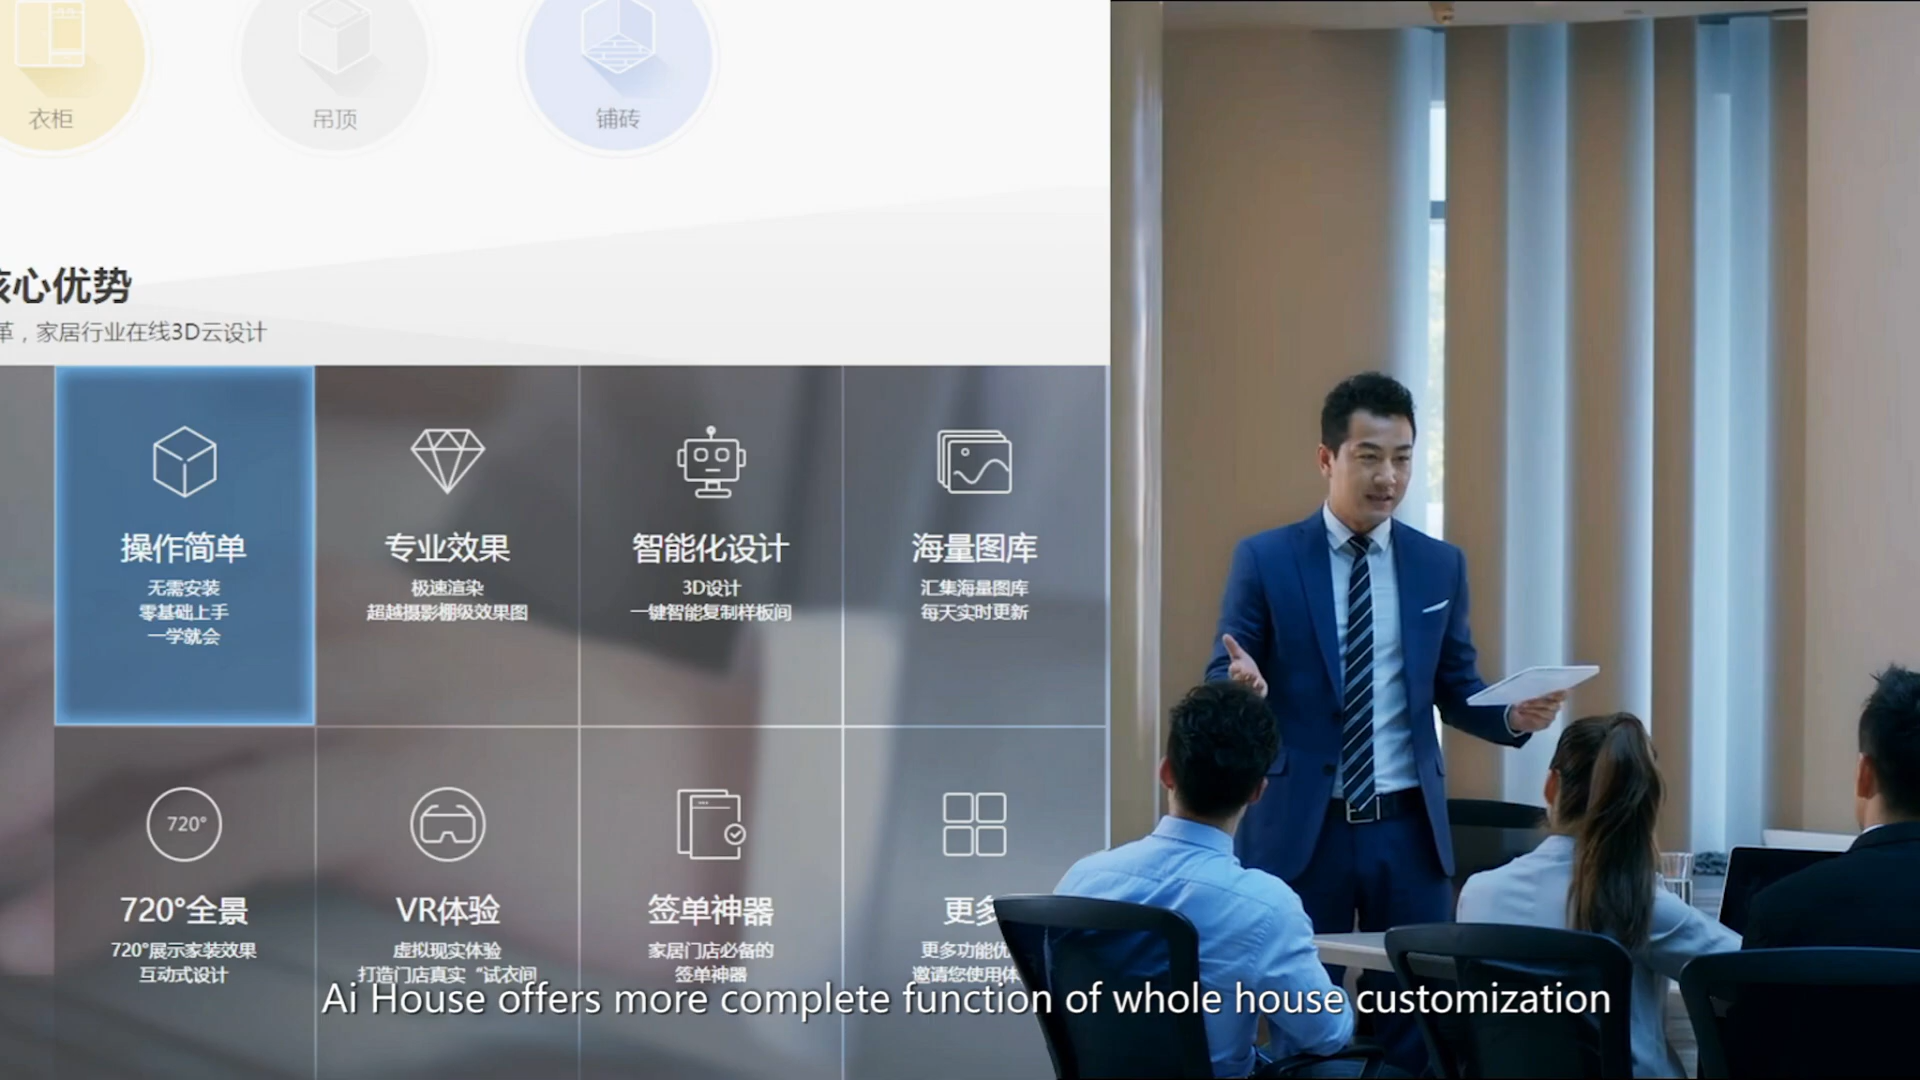 衣柜
吊顶
铺砖
核心优势
革，家居行业在线3D云设计
操作简单
无需安装
零基础上手
一学就会
专业效果
极速渲染
超越摄影棚级效果图
智能化设计
3D设计
一键智能复制样板间
海量图库
汇集海量图库
每天实时更新
720°
720°全景
720°展示家装效果
互动式设计
VR体验
虚拟现实体验
打造门店真实“试衣间
签单神器
家居门店必备的
签单神器
更多
更多功能优
邀请您使用体
Ai House offers more complete function of whole house customization